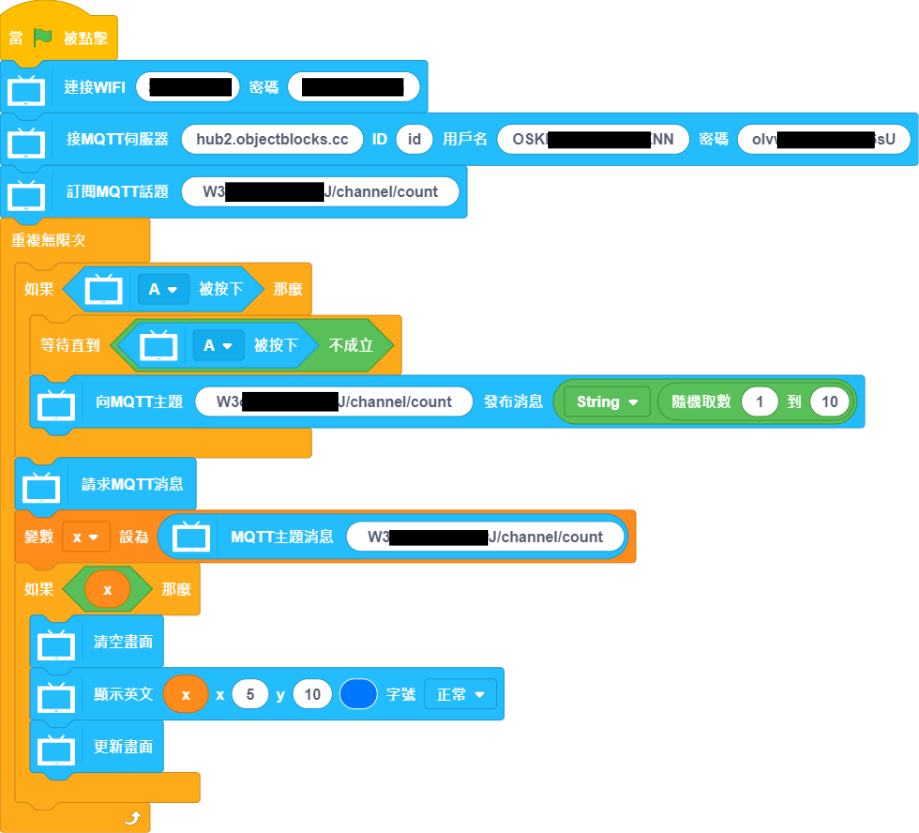 當 被點擊
連接WIFI 密碼
接MQTT伺服器 hub2.objectblocks.cc ID id 用戶名 OSK NN 密碼 olv sU
訂閱MQTT話題 W3 J/channel/count
重複無限次
如果 A 被按下 那麼
等待直到 A 被按下 不成立
向MQTT主題 W3 J/channel/count 發布消息 String 隨機取數 1 到 10
請求MQTT消息
變數 x 設為 MQTT主題消息 W3 J/channel/count
如果 x 那麼
清空畫面
顯示英文 x x 5 y 10 字號 正常
更新畫面